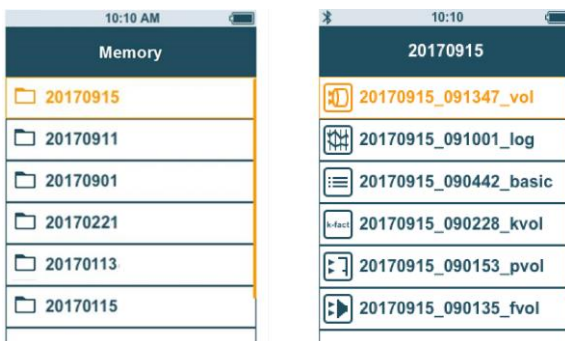 10:10 AM
Memory
20170915
20170911
20170901
20170221
20170113
20170115
10:10
20170915
20170915_091347_vol
20170915_091001_log
20170915_090442_basic
k-fact
20170915_090228_kvol
20170915_090153_pvol
20170915_090135_fvol